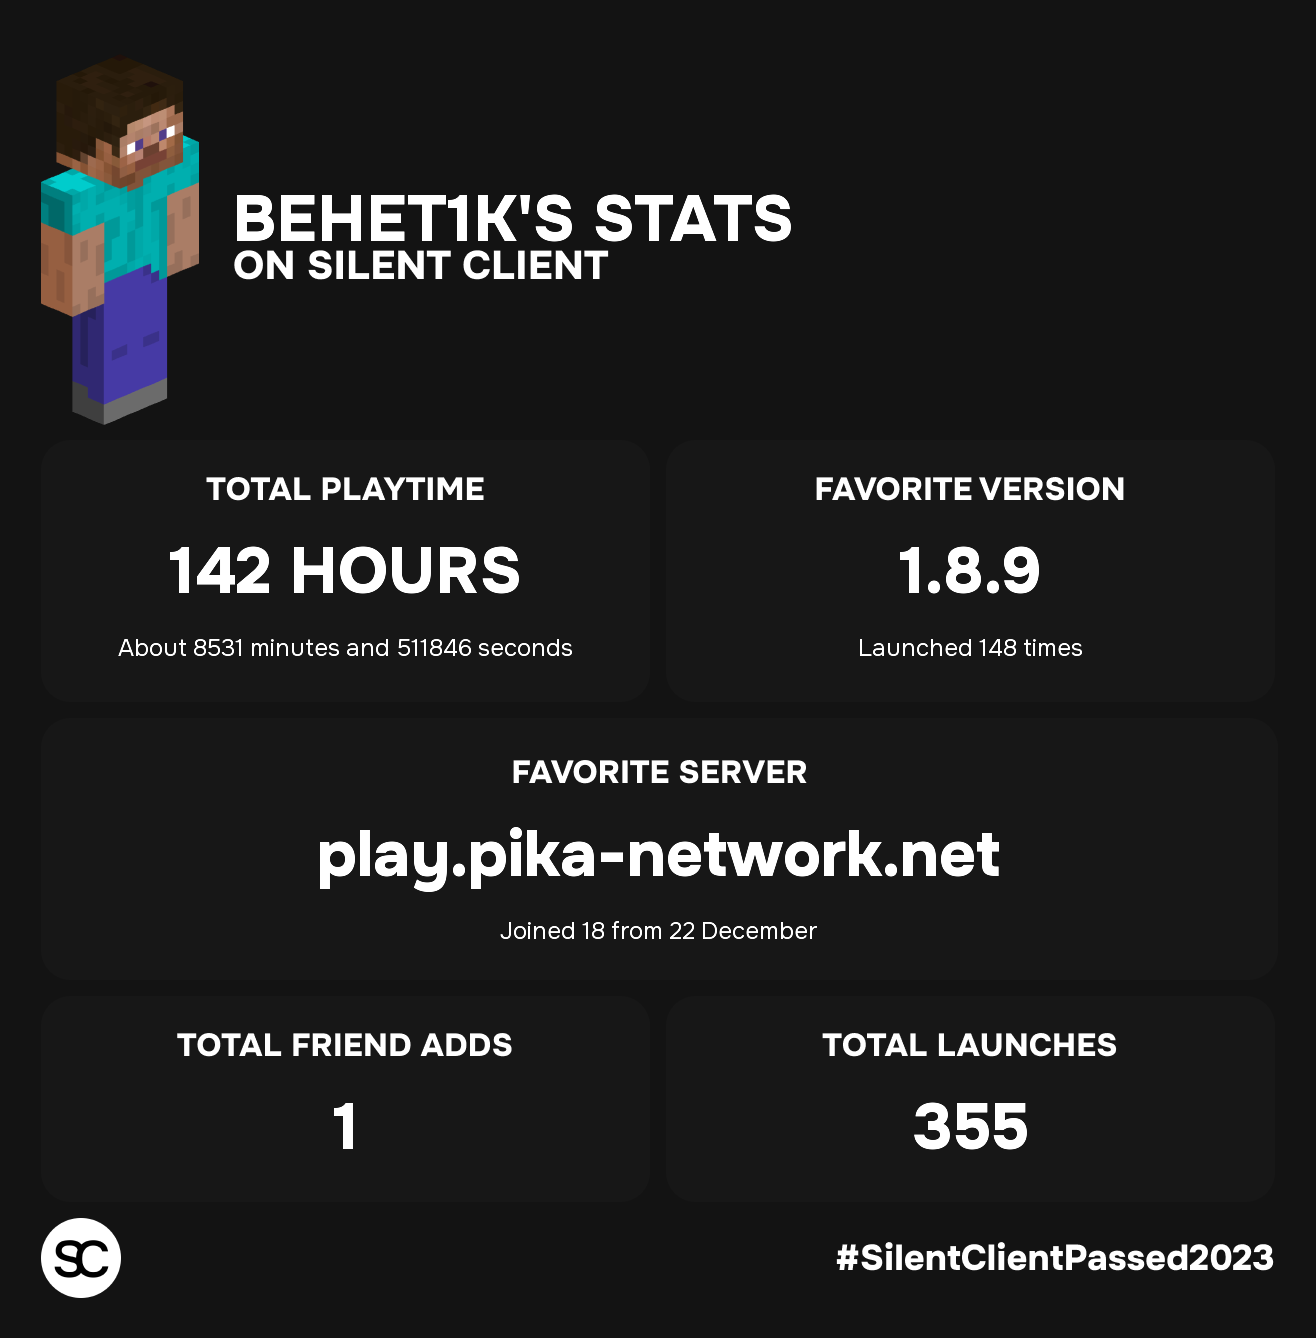 BEHET1K'S STATS
ON SILENT CLIENT
TOTAL PLAYTIME
142 HOURS
About 8531 minutes and 511846 seconds
FAVORITE VERSION
1.8.9
Launched 148 times
FAVORITE SERVER
play.pika-network.net
Joined 18 from 22 December
TOTAL FRIEND ADDS
1
TOTAL LAUNCHES
355
SC
#SilentClientPassed2023